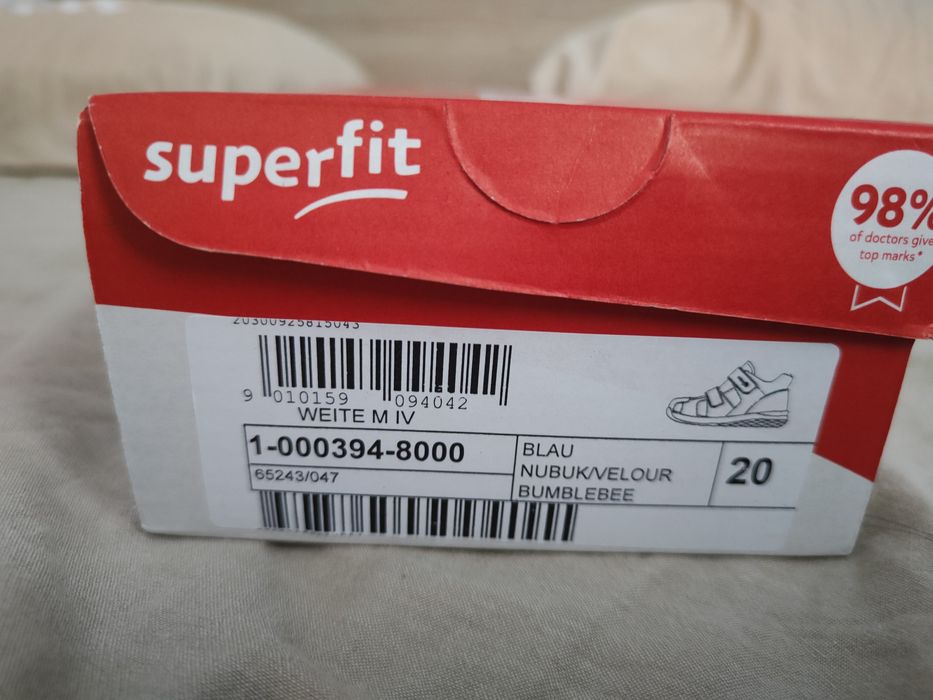 superfit
98%
of doctors give
top marks*
20300925815043
9 010159 094042
WEITE M IV
1-000394-8000
65243/047
BLAU
NUBUK/VELOUR
BUMBLEBEE
20